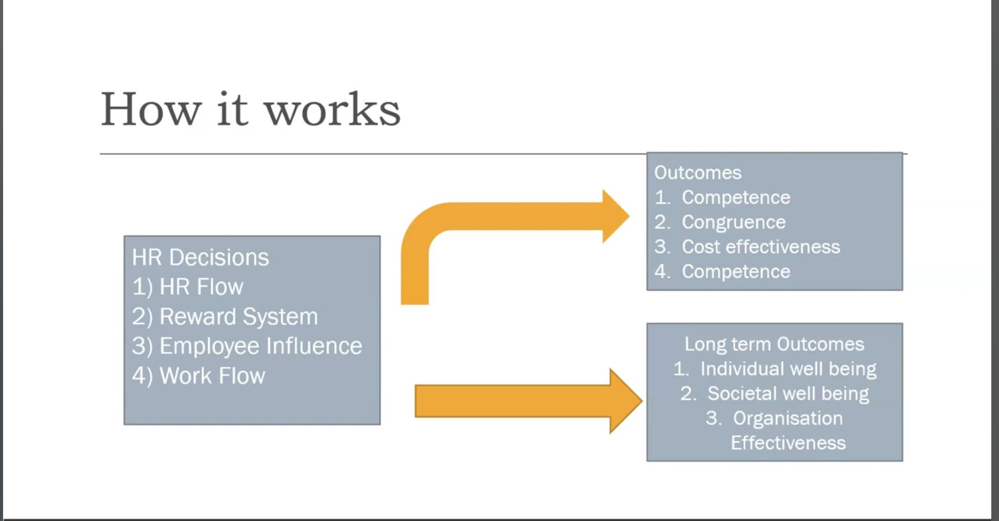 How it works
HR Decisions
1) HR Flow
2) Reward System
3) Employee Influence
4) Work Flow
Outcomes
1. Competence
2. Congruence
3. Cost effectiveness
4. Competence
Long term Outcomes
1. Individual well being
2. Societal well being
3. Organisation
Effectiveness